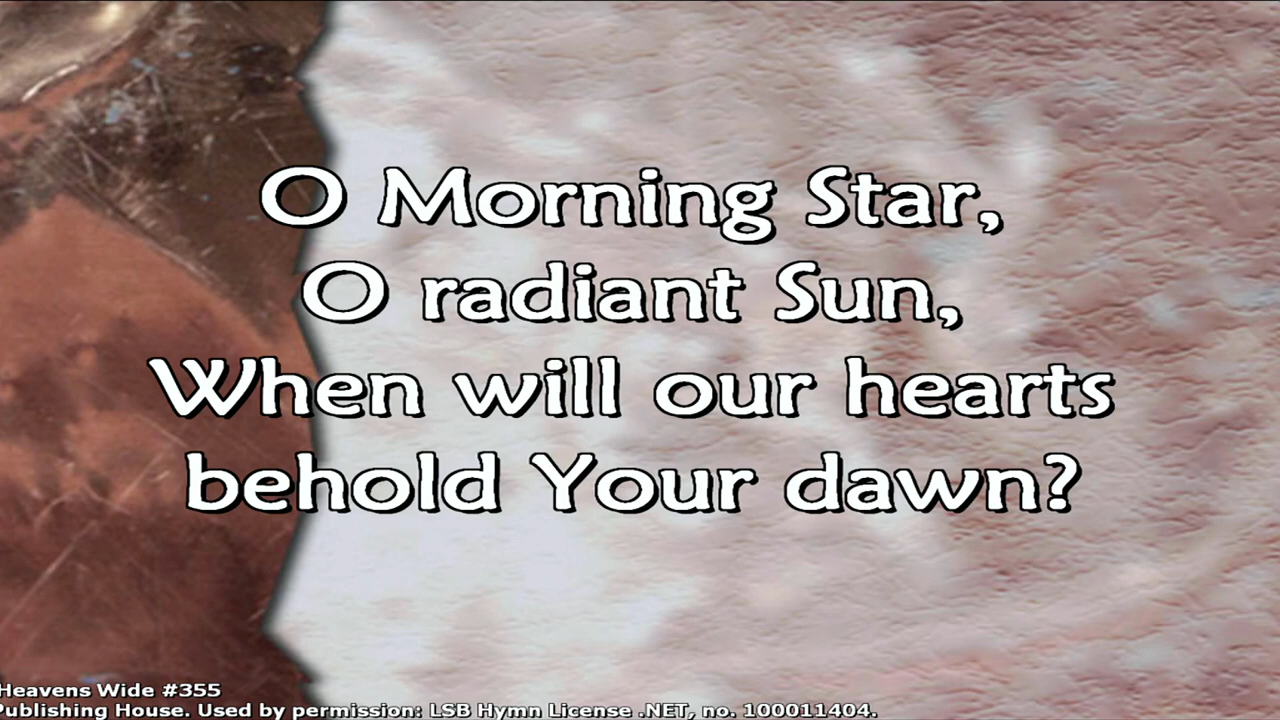 O Morning Star,
O radiant Sun,
When will our hearts
behold Your dawn?
Heavens Wide #355
Publishing House. Used by permission: LSB Hymn License .NET, no. 100011404.